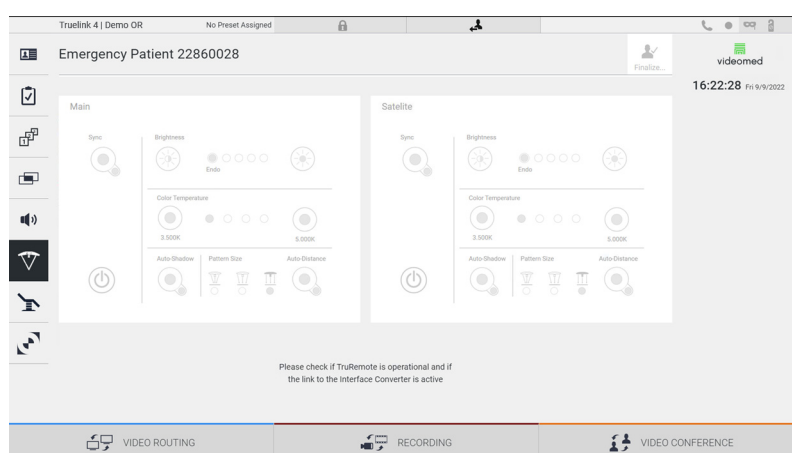 Truelink 4 | Demo OR
No Preset Assigned
Emergency Patient 22860028
Finalize...
videomed
16:22:28 Fri 9/9/2022
Main
Sync
Brightness
Endo
Color Temperature
3.500K
5.000K
Auto-Shadow
Pattern Size
Auto-Distance
Satelite
Sync
Brightness
Endo
Color Temperature
3.500K
5.000K
Auto-Shadow
Pattern Size
Auto-Distance
Please check if TruRemote is operational and if
the link to the Interface Converter is active
VIDEO ROUTING
RECORDING
VIDEO CONFERENCE